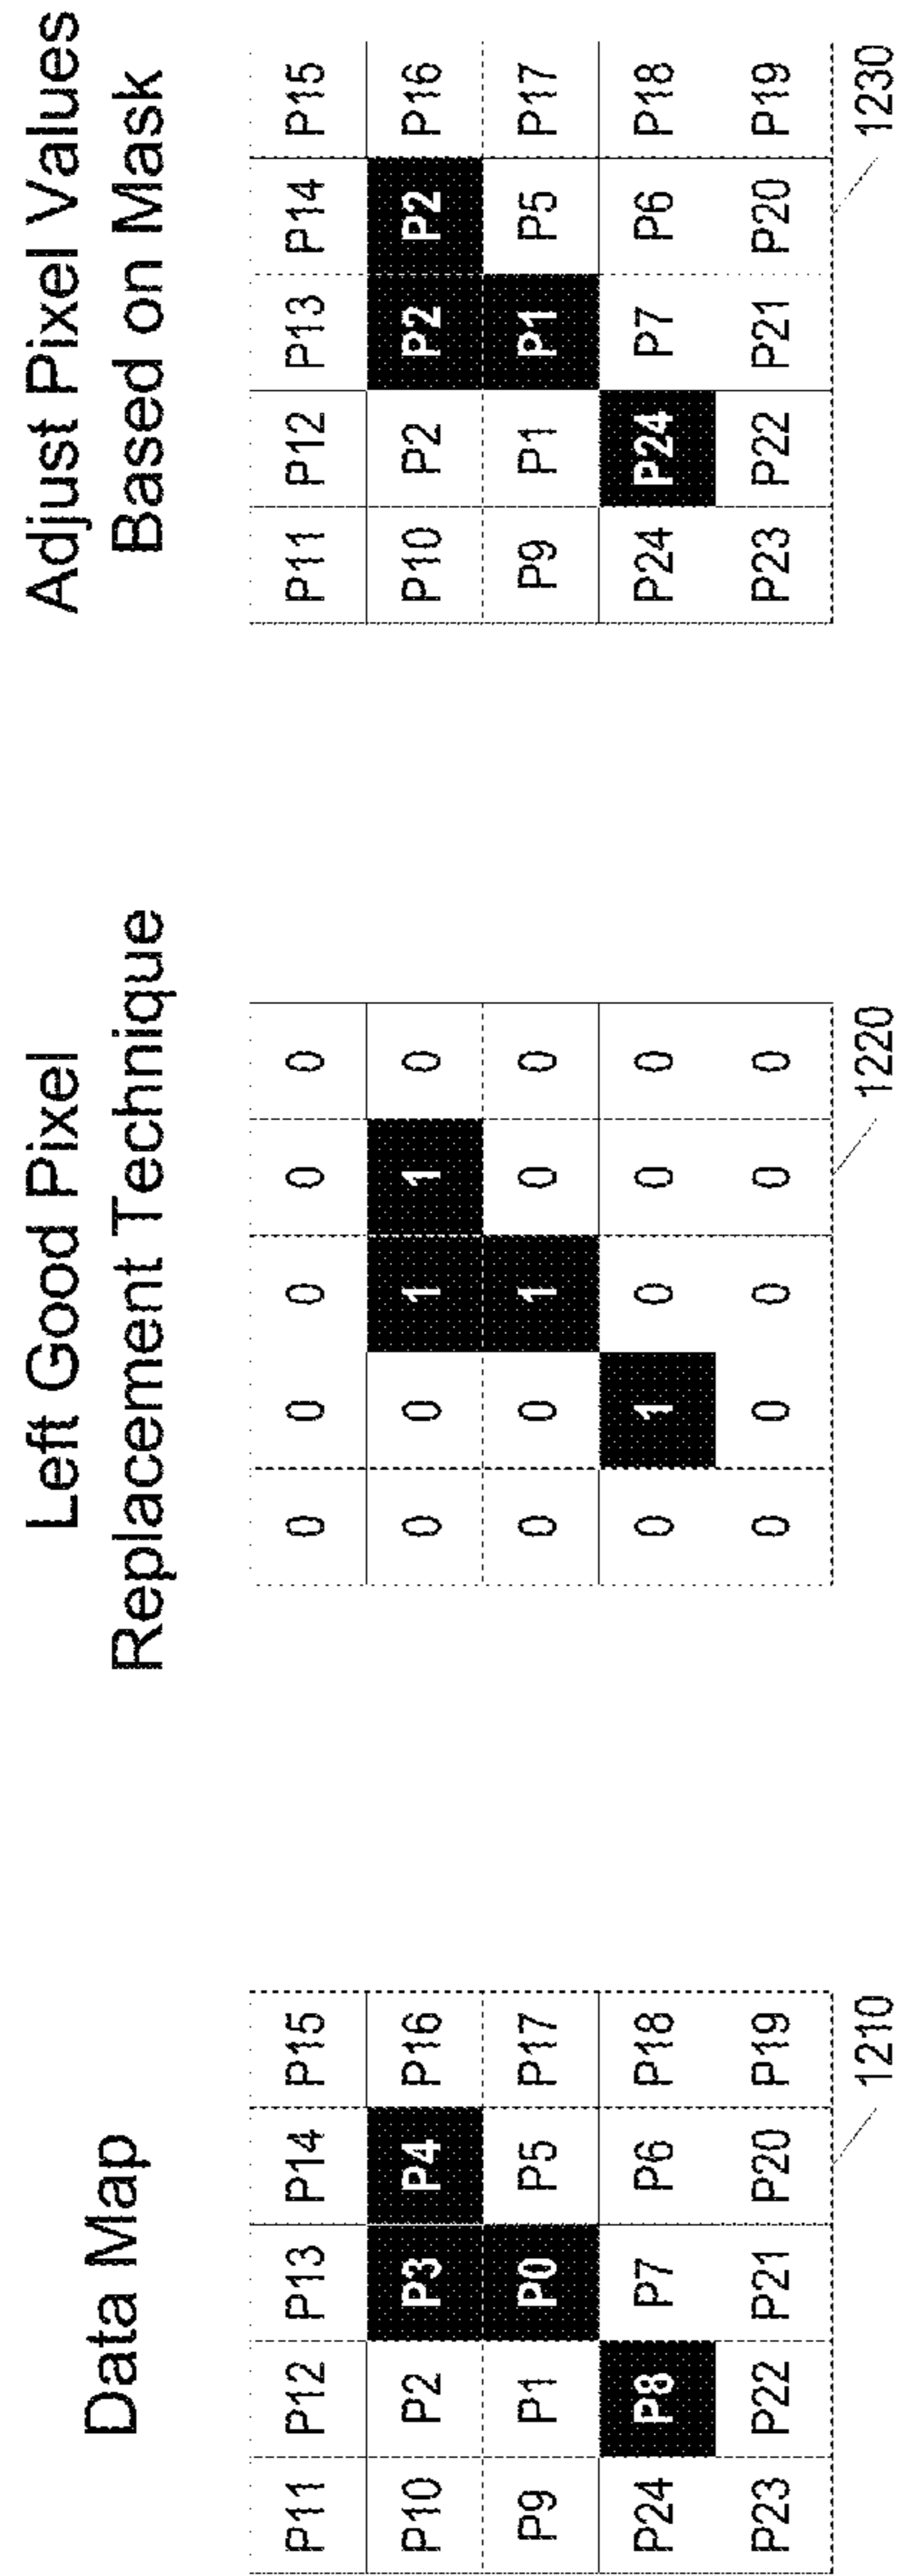 Data Map
P11 P12 P13 P14 P15
P10 P2 P3 P4 P16
P9 P1 P0 P5 P17
P24 P8 P7 P6 P18
P23 P22 P21 P20 P19
1210
Left Good Pixel
Replacement Technique
0 0 0 0 0
0 0 1 1 0
0 0 1 0 0
0 1 0 0 0
0 0 0 0 0
1220
Adjust Pixel Values
Based on Mask
P11 P12 P13 P14 P15
P10 P2 P2 P2 P16
P9 P1 P1 P5 P17
P24 P24 P7 P6 P18
P23 P22 P21 P20 P19
1230